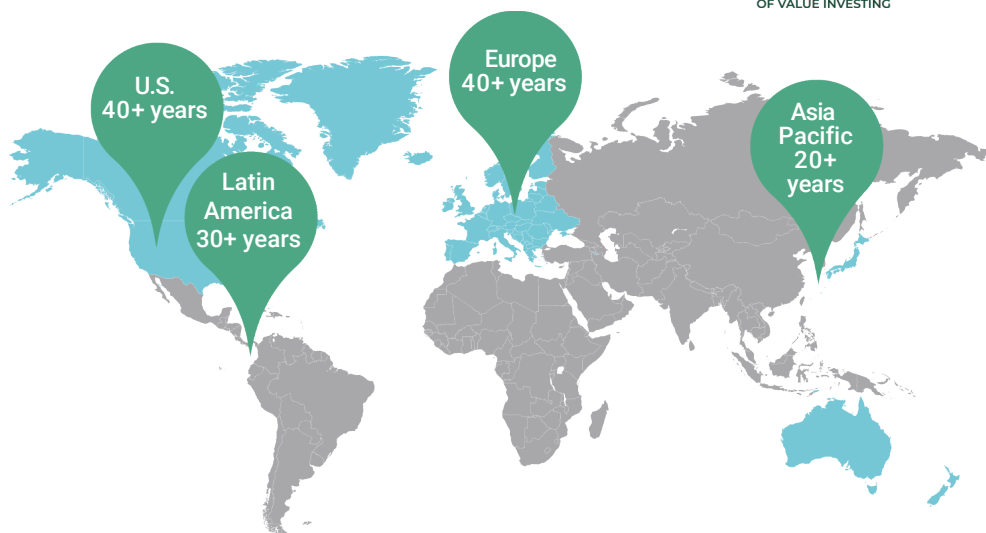 OF VALUE INVESTING
U.S.
40+ years
Europe
40+ years
Asia
Pacific
20+
years
Latin
America
30+ years